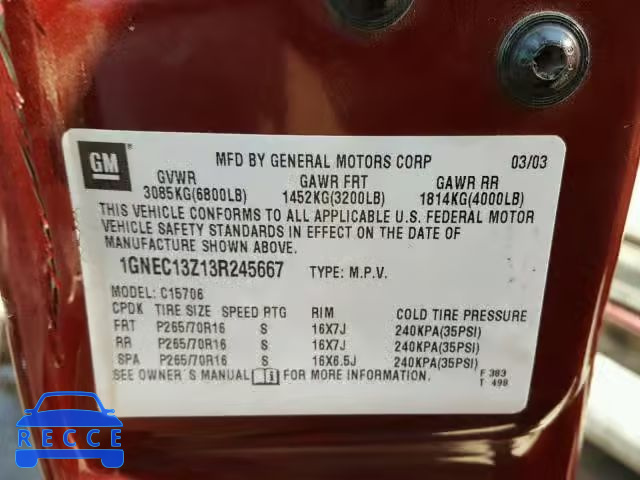 GM
MFD BY GENERAL MOTORS CORP 03/03
GVWR GAWR FRT GAWR RR
3085KG(6800LB) 1452KG(3200LB) 1814KG(4000LB)
THIS VEHICLE CONFORMS TO ALL APPLICABLE U.S. FEDERAL MOTOR
VEHICLE SAFETY STANDARDS IN EFFECT ON THE DATE OF
MANUFACTURE SHOWN ABOVE.
1GNEC13Z13R245667 TYPE: M.P.V.
MODEL: C15706
CPDK TIRE SIZE SPEED RTG RIM COLD TIRE PRESSURE
FRT P265/70R16 S 16X7J 240KPA(35PSI)
RR P265/70R16 S 16X7J 240KPA(35PSI)
SPA P265/70R16 S 16X6.5J 240KPA(35PSI)
SEE OWNER'S MANUAL FOR MORE INFORMATION. F 383
T 498
RECCE.INFO